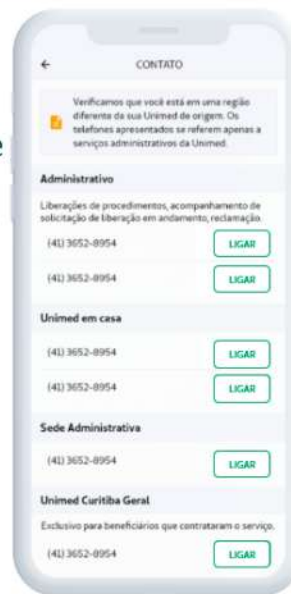 CONTATO
Verificamos que você está em uma região
diferente da sua Unimed de origem. Os
telefones apresentados se referem apenas a
serviços administrativos da Unimed.
Administrativo
Liberações de procedimentos, acompanhamento de
solicitação de liberação em andamento, reclamação.
(41) 3652-8954 LIGAR
(41) 3652-8954 LIGAR
Unimed em casa
(41) 3652-8954 LIGAR
(41) 3652-8954 LIGAR
Sede Administrativa
(41) 3652-8954 LIGAR
Unimed Curitiba Geral
Exclusivo para beneficiários que contrataram o serviço.
(41) 3652-8954 LIGAR